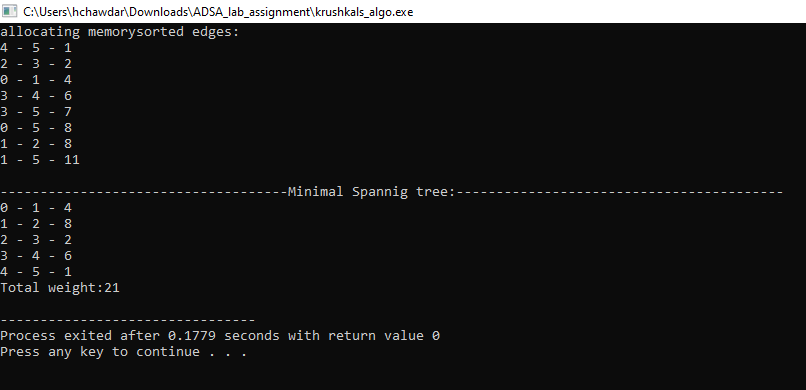 C:\Users\hchawdar\Downloads\ADSA_lab_assignment\krushkals_algo.exe
allocating memorysorted edges:
4 - 5 - 1
2 - 3 - 2
0 - 1 - 4
3 - 4 - 6
3 - 5 - 7
0 - 5 - 8
1 - 2 - 8
1 - 5 - 11
------------------------------------Minimal Spannig tree:-----------------------------------------
0 - 1 - 4
1 - 2 - 8
2 - 3 - 2
3 - 4 - 6
4 - 5 - 1
Total weight:21
--------------------------------
Process exited after 0.1779 seconds with return value 0
Press any key to continue . . .